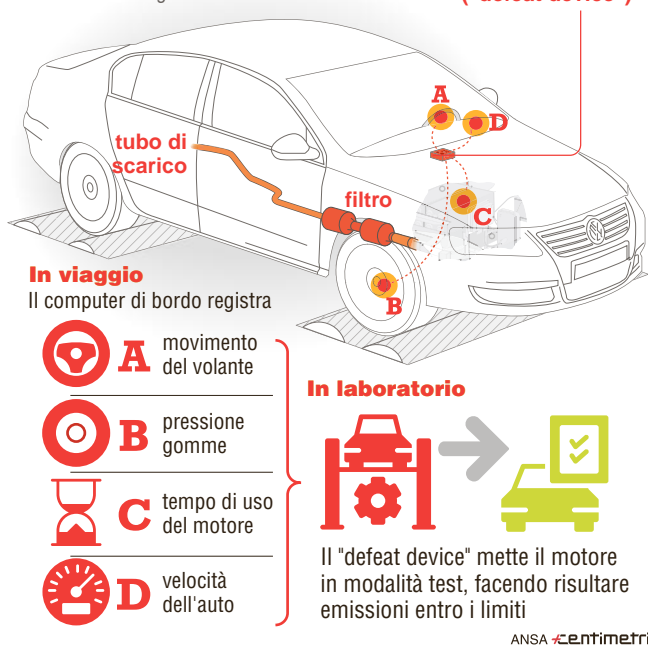 ("defeat device")
A
D
tubo di
scarico
filtro
C
B
In viaggio
Il computer di bordo registra
A movimento
del volante
B pressione
gomme
C tempo di uso
del motore
D velocità
dell'auto
In laboratorio
Il "defeat device" mette il motore
in modalità test, facendo risultare
emissioni entro i limiti
ANSA centimetri